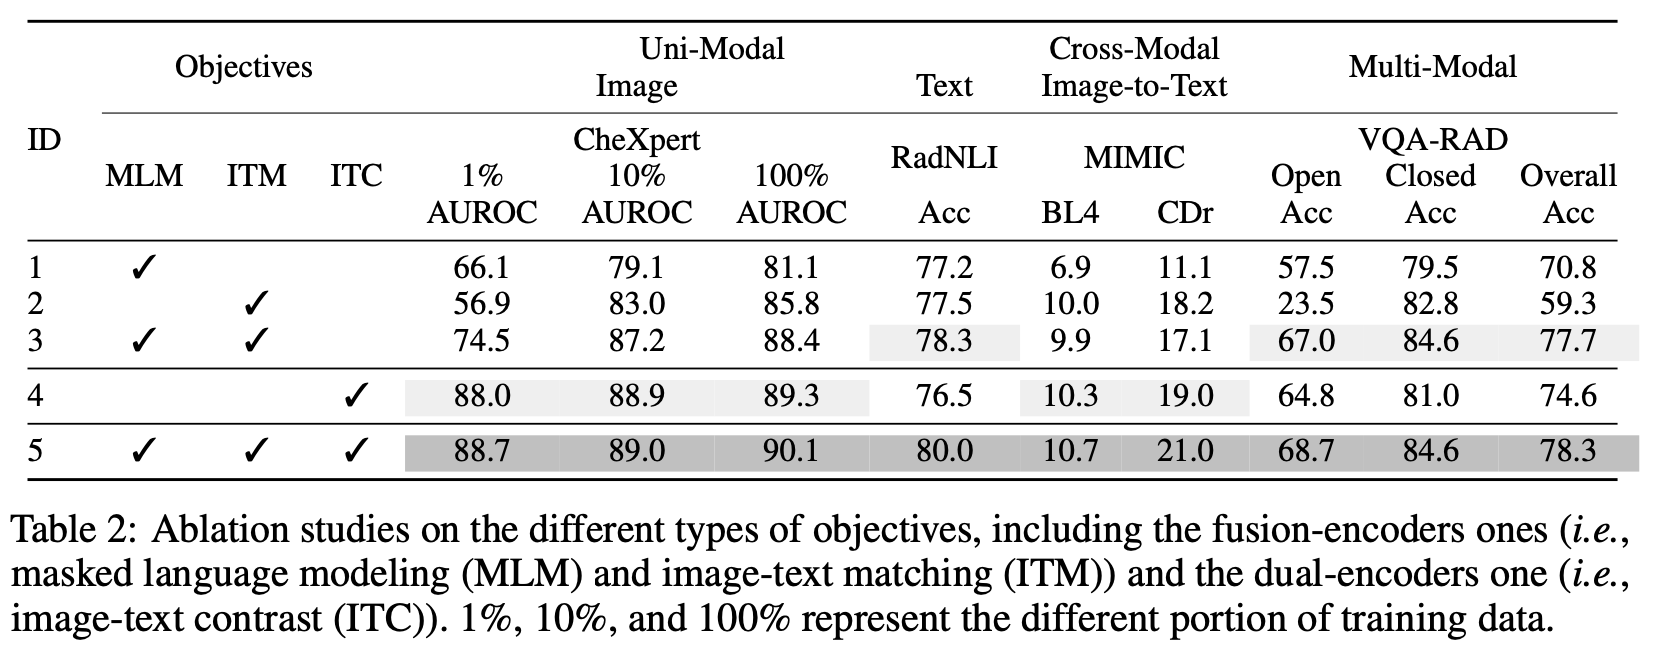 Objectives Uni-Modal Cross-Modal Multi-Modal
Image Text Image-to-Text
ID CheXpert RadNLI MIMIC VQA-RAD
MLM ITM ITC 1% 10% 100% Open Closed Overall
AUROC AUROC AUROC Acc BL4 CDr Acc Acc Acc
1 ✓ 66.1 79.1 81.1 77.2 6.9 11.1 57.5 79.5 70.8
2 ✓ 56.9 83.0 85.8 77.5 10.0 18.2 23.5 82.8 59.3
3 ✓ ✓ 74.5 87.2 88.4 78.3 9.9 17.1 67.0 84.6 77.7
4 ✓ 88.0 88.9 89.3 76.5 10.3 19.0 64.8 81.0 74.6
5 ✓ ✓ ✓ 88.7 89.0 90.1 80.0 10.7 21.0 68.7 84.6 78.3
Table 2: Ablation studies on the different types of objectives, including the fusion-encoders ones (i.e.,
masked language modeling (MLM) and image-text matching (ITM)) and the dual-encoders one (i.e.,
image-text contrast (ITC)). 1%, 10%, and 100% represent the different portion of training data.